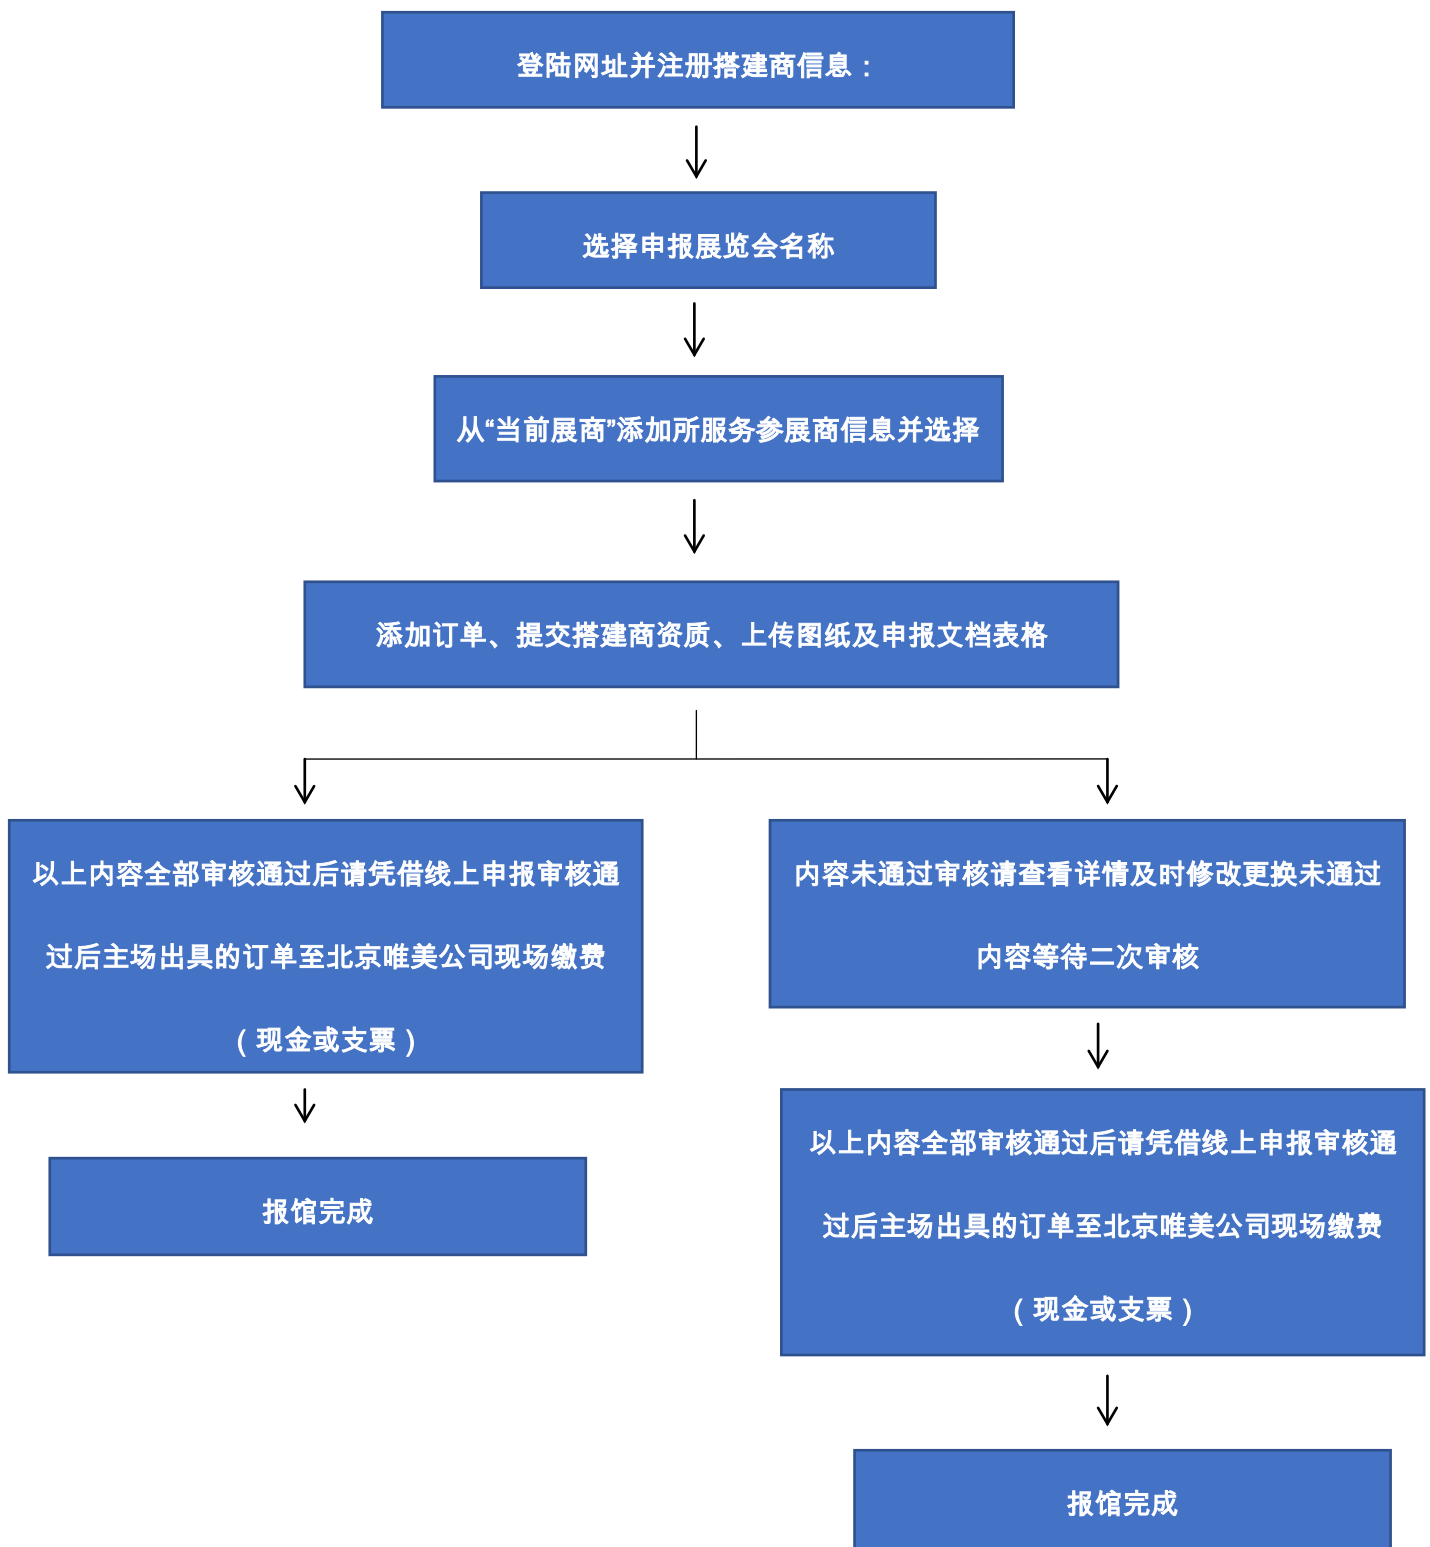 登陆网址并注册搭建商信息：
选择申报展览会名称
从“当前展商”添加所服务参展商信息并选择
添加订单、提交搭建商资质、上传图纸及申报文档表格
以上内容全部审核通过后请凭借线上申报审核通
过后主场出具的订单至北京唯美公司现场缴费
（现金或支票）
报馆完成
内容未通过审核请查看详情及时修改更换未通过
内容等待二次审核
以上内容全部审核通过后请凭借线上申报审核通
过后主场出具的订单至北京唯美公司现场缴费
（现金或支票）
报馆完成